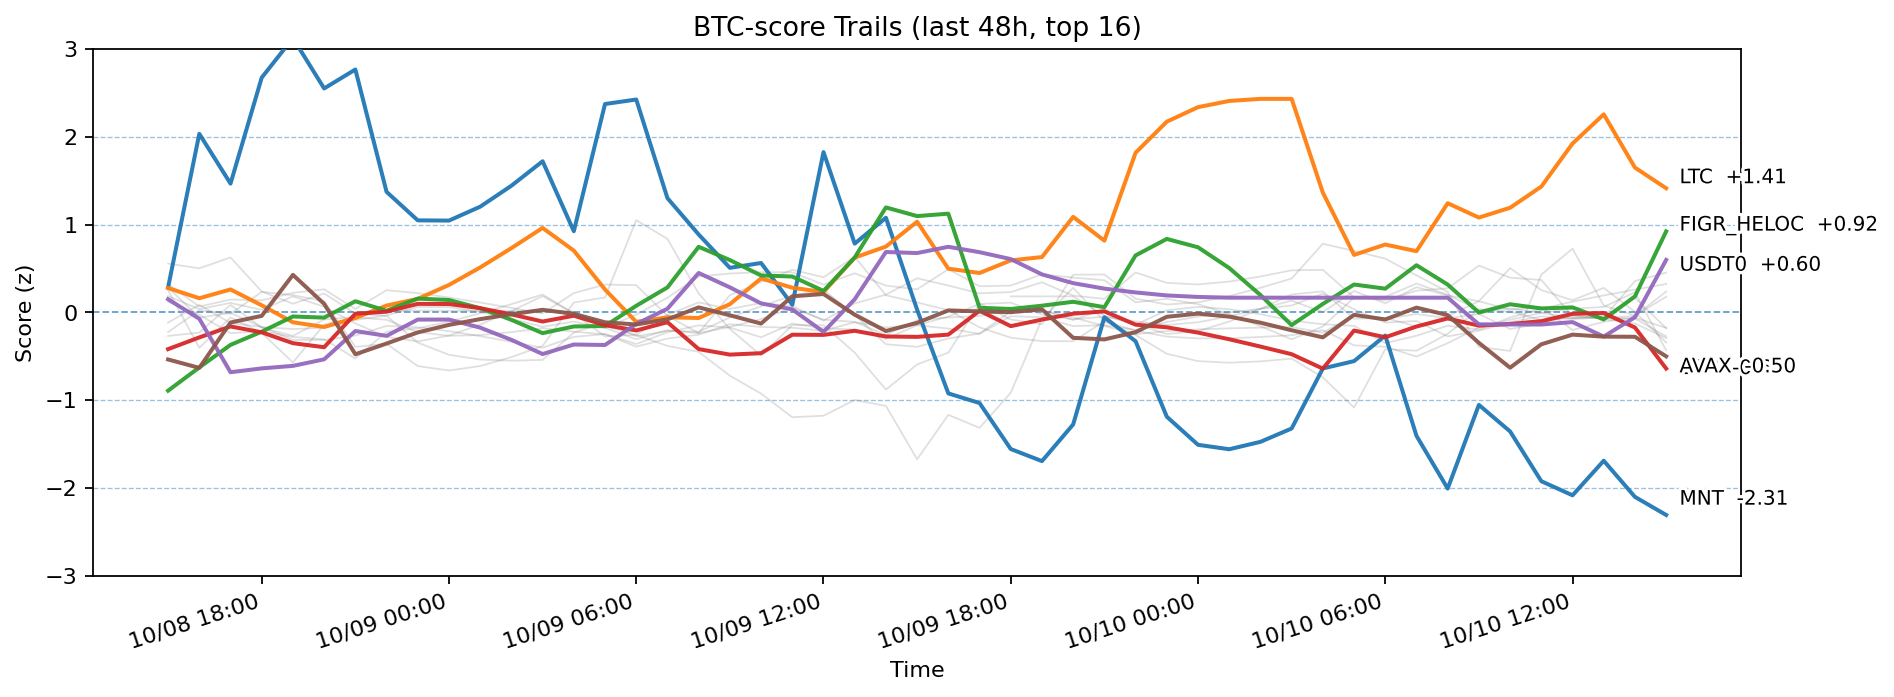 BTC-score Trails (last 48h, top 16)
Score (z)
3
2
1
0
−1
−2
−3
LTC +1.41
FIGR_HELOC +0.92
USDT0 +0.60
AVAX -0.50
MNT -2.31
10/08 18:00
10/09 00:00
10/09 06:00
10/09 12:00
10/09 18:00
10/10 00:00
10/10 06:00
10/10 12:00
Time